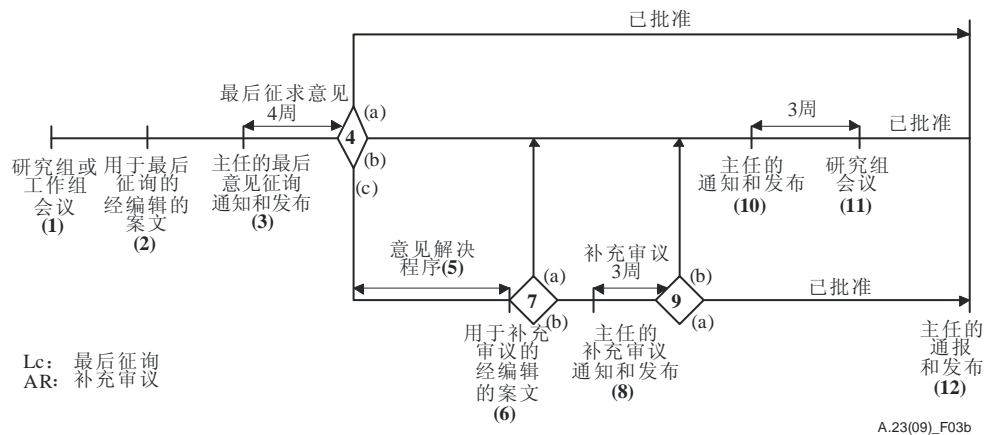 已批准
最后征求意见
4周
(a)
4
(b)
(c)
3周
已批准
研究组或
工作组
会议
(1)
用于最后
征询的
经编辑的
案文
(2)
主任的最后
意见征询
通知和发布
(3)
主任的
通知和发布
(10)
研究组
会议
(11)
意见解决
程序(5)
(a)
7
(b)
补充审议
3周
(b)
9
(a)
已批准
用于补充
审议的
经编辑
的案文
(6)
主任的
补充审议
通知和发布
(8)
主任的
通报
和发布
(12)
Lc: 最后征询
AR: 补充审议
A.23(09)_F03b